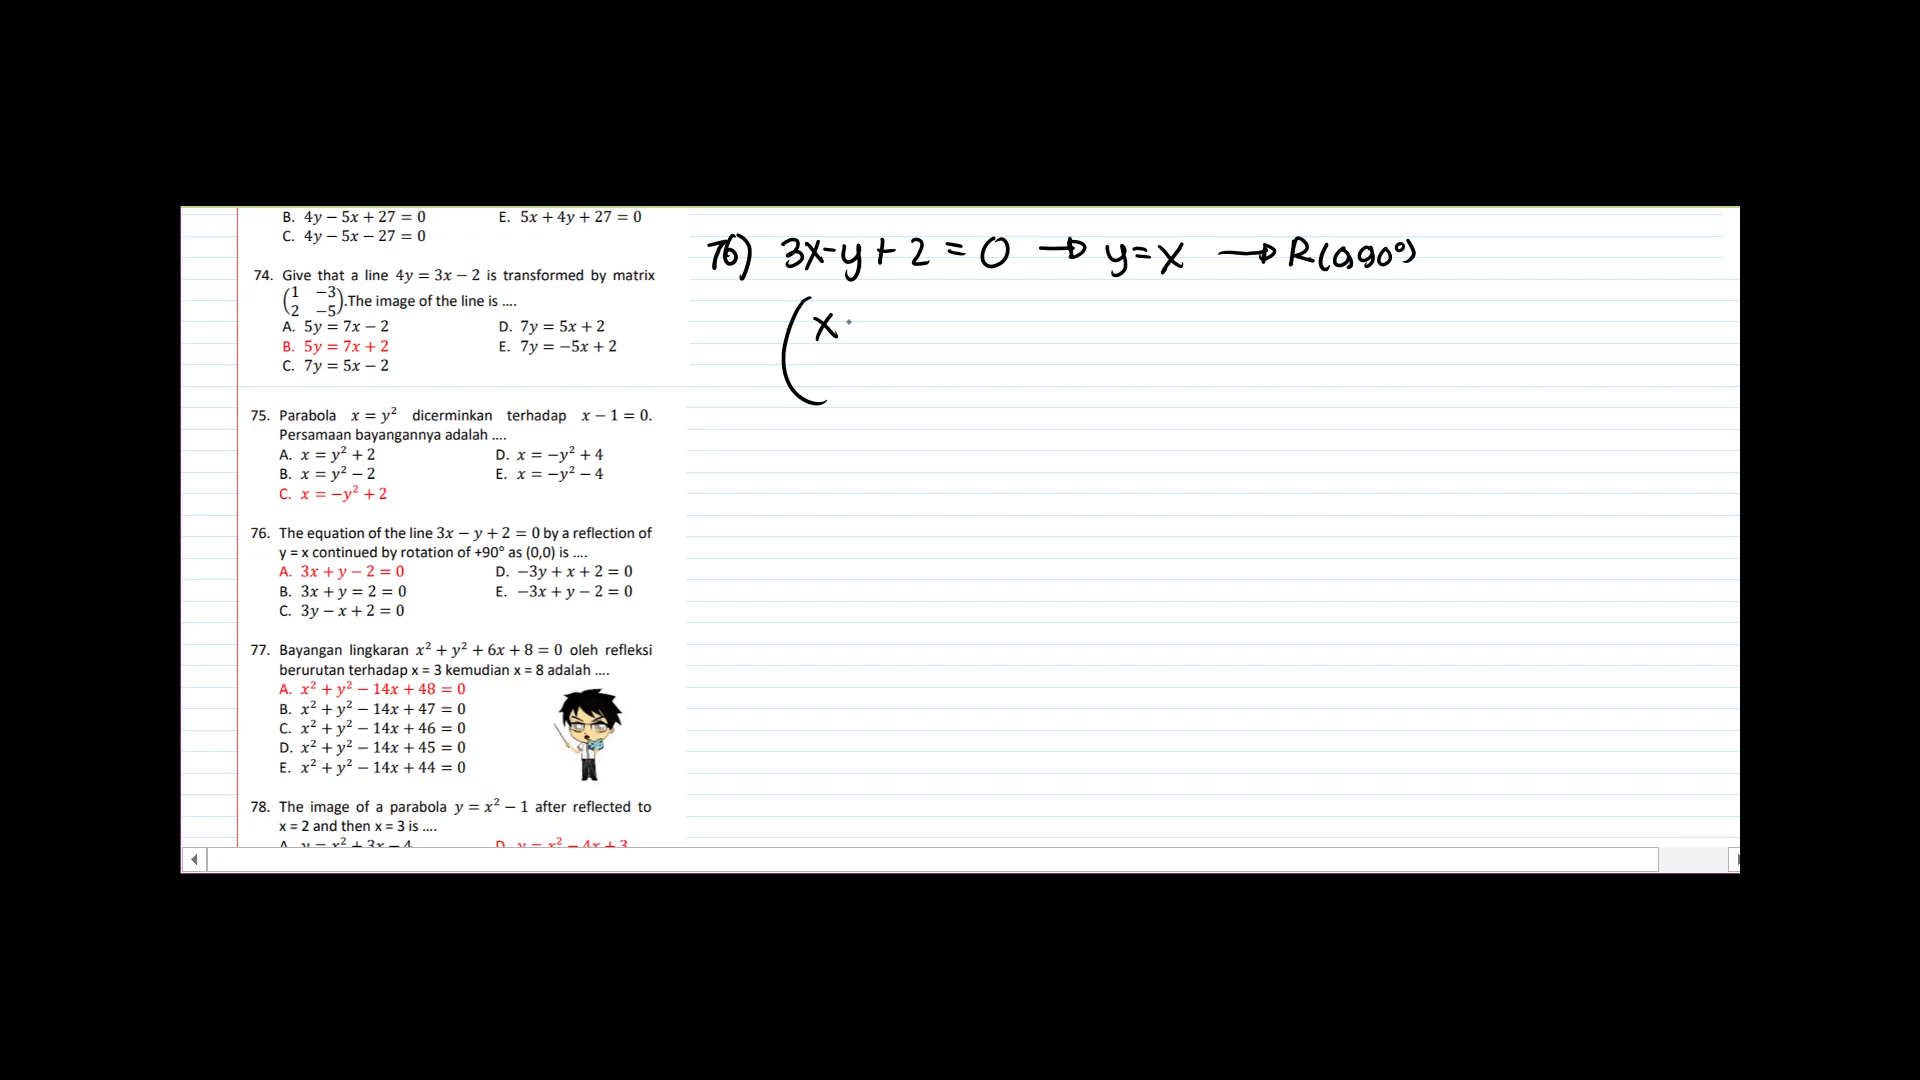 B. 4y − 5x + 27 = 0 E. 5x + 4y + 27 = 0
C. 4y − 5x − 27 = 0
74. Give that a line 4y = 3x − 2 is transformed by matrix
(1 −3
2 −5).The image of the line is ....
A. 5y = 7x − 2 D. 7y = 5x + 2
B. 5y = 7x + 2 E. 7y = −5x + 2
C. 7y = 5x − 2
75. Parabola x = y² dicerminkan terhadap x − 1 = 0.
Persamaan bayangannya adalah ....
A. x = y² + 2 D. x = −y² + 4
B. x = y² − 2 E. x = −y² − 4
C. x = −y² + 2
76. The equation of the line 3x − y + 2 = 0 by a reflection of
y = x continued by rotation of +90° as (0,0) is ....
A. 3x + y − 2 = 0 D. −3y + x + 2 = 0
B. 3x + y = 2 = 0 E. −3x + y − 2 = 0
C. 3y − x + 2 = 0
77. Bayangan lingkaran x² + y² + 6x + 8 = 0 oleh refleksi
berurutan terhadap x = 3 kemudian x = 8 adalah ....
A. x² + y² − 14x + 48 = 0
B. x² + y² − 14x + 47 = 0
C. x² + y² − 14x + 46 = 0
D. x² + y² − 14x + 45 = 0
E. x² + y² − 14x + 44 = 0
78. The image of a parabola y = x² − 1 after reflected to
x = 2 and then x = 3 is ....
A. y = x² + 3x − 4 D. y = x² − 4x + 3
76) 3x-y+2=0 → y=x → R(0,90°)
(x